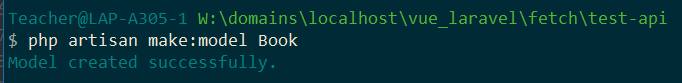 Teacher@LAP-A305-1 W:\domains\localhost\vue_laravel\fetch\test-api
$ php artisan make:model Book
Model created successfully.